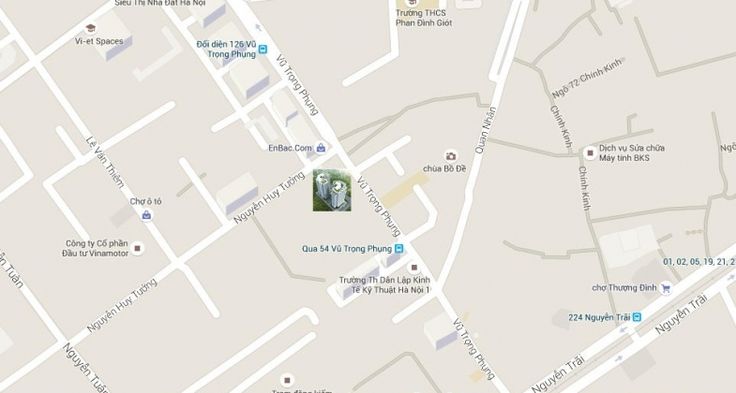 Siêu Thị Nhà Đất Hà Nội
Trường THCS
Phan Đình Giót
Vi-et Spaces
Đối diện 126 Vũ
Trọng Phụng
Vũ Trọng Phụng
Ngõ 72 Chính Kinh
Chính Kinh
Quan Nhân
EnBac.Com
Lê Văn Thiêm
Dịch vụ Sửa chữa
Máy tính BKS
Ngõ
chùa Bồ Đề
Nguyễn Huy Tưởng
Vũ Trọng Phụng
Chính Kinh
Chợ ô tô
Công ty Cổ phần
Đầu tư Vinamotor
Qua 54 Vũ Trọng Phụng
Trường Th Dân Lập Kinh
Tế Kỹ Thuật Hà Nội 1
01, 02, 05, 19, 21, 2
chợ Thượng Đình
224 Nguyễn Trãi
Nguyễn Trãi
Nguyễn Huy Tưởng
Nguyễn Tuân
Vũ Trọng Phụng
Nguyễn Trãi
Nguyễn Tuân